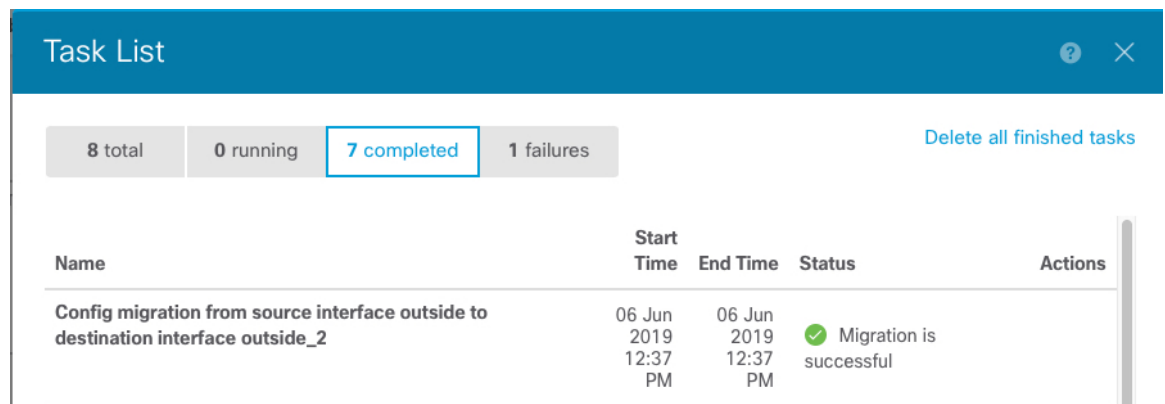 Task List
8 total
0 running
7 completed
1 failures
Delete all finished tasks
Name
Start
Time
End Time
Status
Actions
Config migration from source interface outside to
destination interface outside_2
06 Jun
2019
12:37
PM
06 Jun
2019
12:37
PM
Migration is
successful